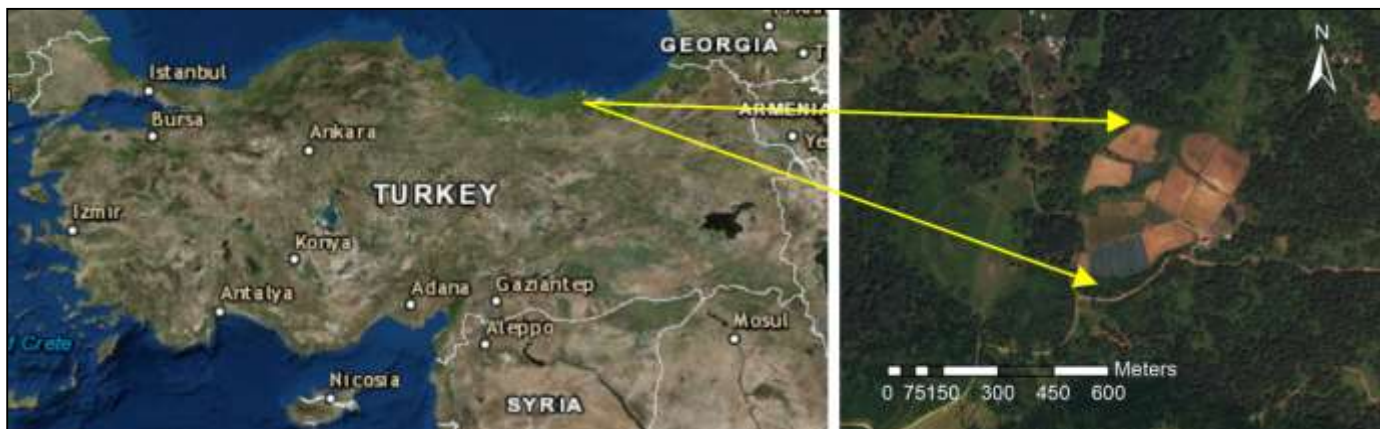 GEORGIA
Istanbul
Bursa
Ankara
ARMENIA
TURKEY
Izmir
Konya
Antalya
Adana
Gaziantep
Aleppo
Mosul
Crete
Nicosia
SYRIA
N
Meters
0 75150 300 450 600